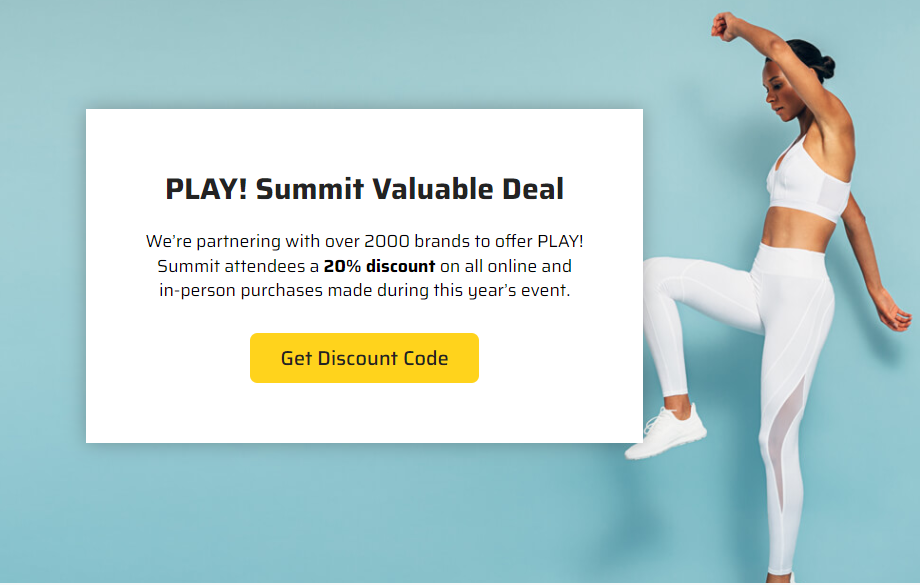 PLAY! Summit Valuable Deal
We’re partnering with over 2000 brands to offer PLAY!
Summit attendees a 20% discount on all online and
in-person purchases made during this year’s event.
Get Discount Code